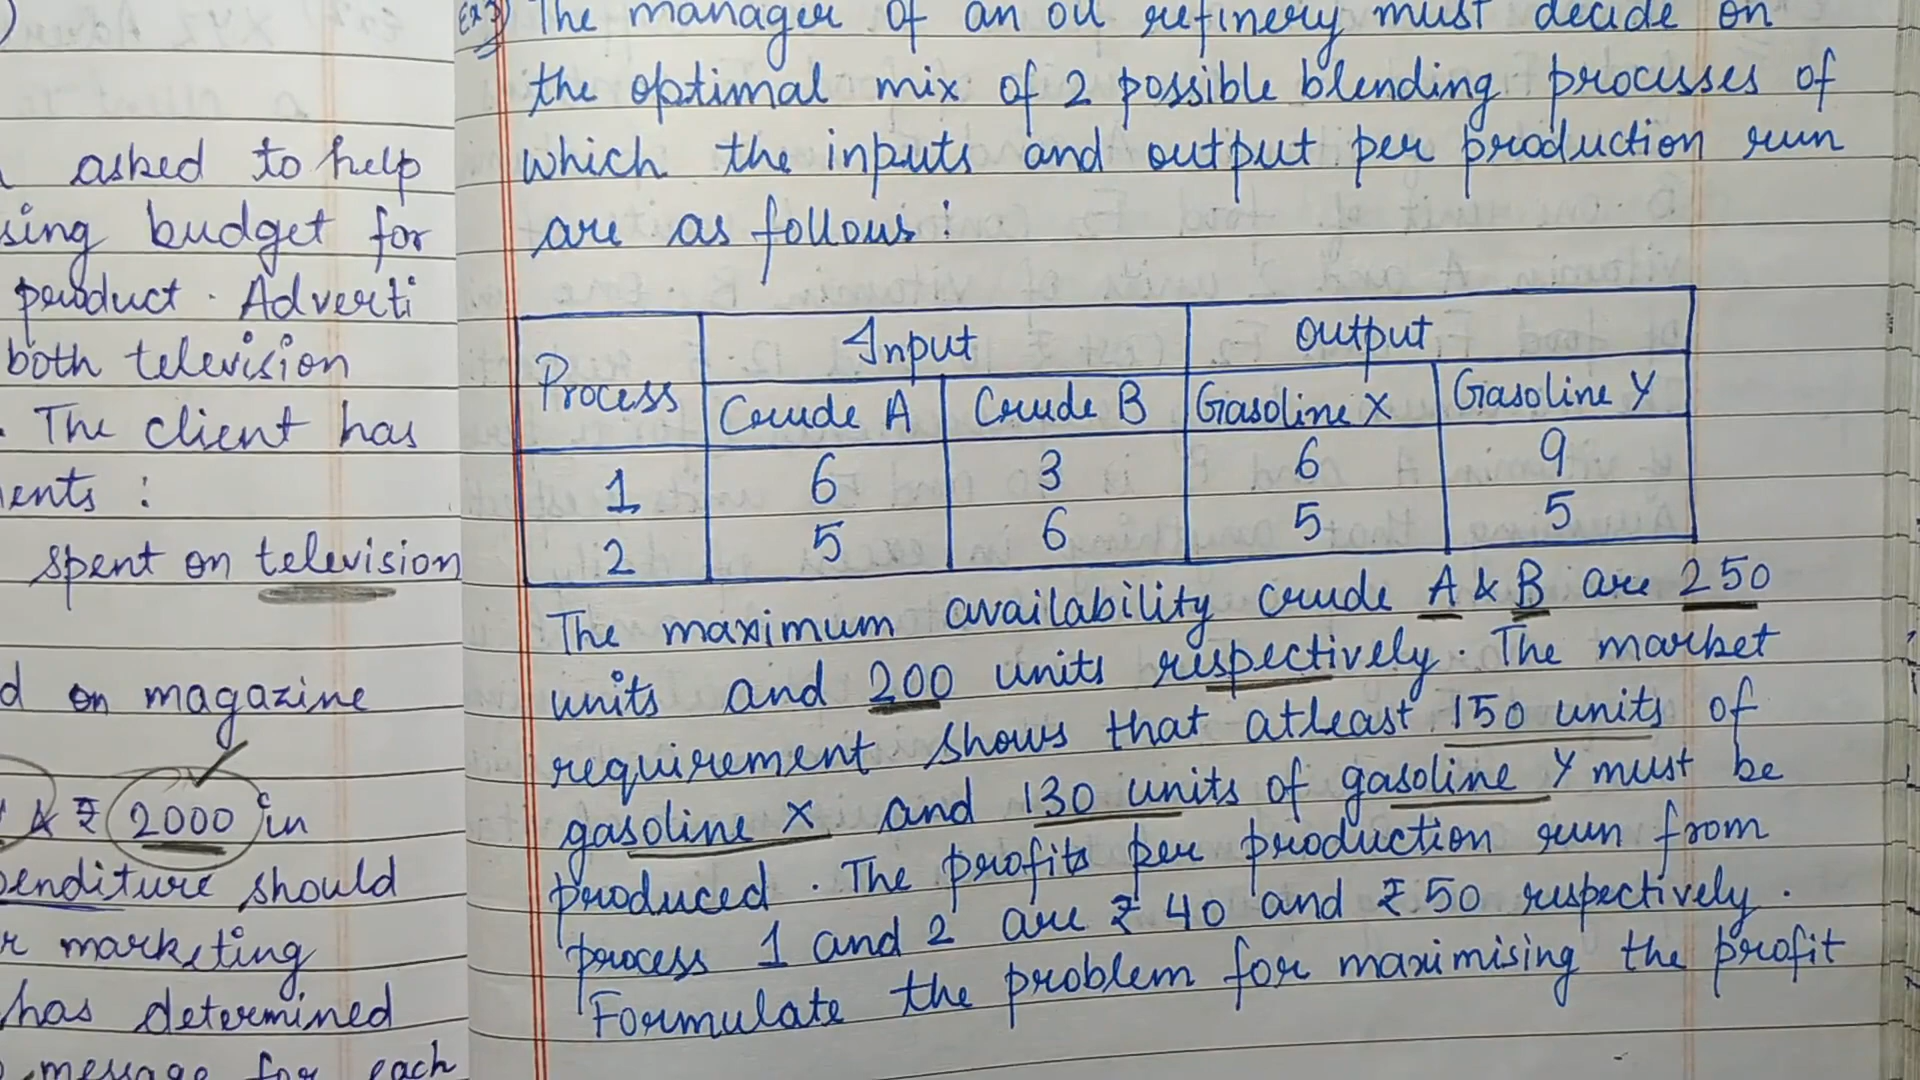 asked to help
sing budget for
product. Adverti
both television
. The client has
ents :
spent on television
d on magazine
& ₹ 2000 in
enditure should
r marketing
has determined
message for each
Ex 3) The manager of an oil refinery must decide on
the optimal mix of 2 possible blending processes of
which the inputs and output per production run
are as follows :
Process Input Output
Crude A Crude B Gasoline X Gasoline Y
1 6 3 6 9
2 5 6 5 5
The maximum availability crude A & B are 250
units and 200 units respectively. The market
requirement shows that atleast 150 units of
gasoline X and 130 units of gasoline Y must be
produced. The profits per production run from
process 1 and 2 are ₹ 40 and ₹ 50 respectively.
Formulate the problem for maximising the profit